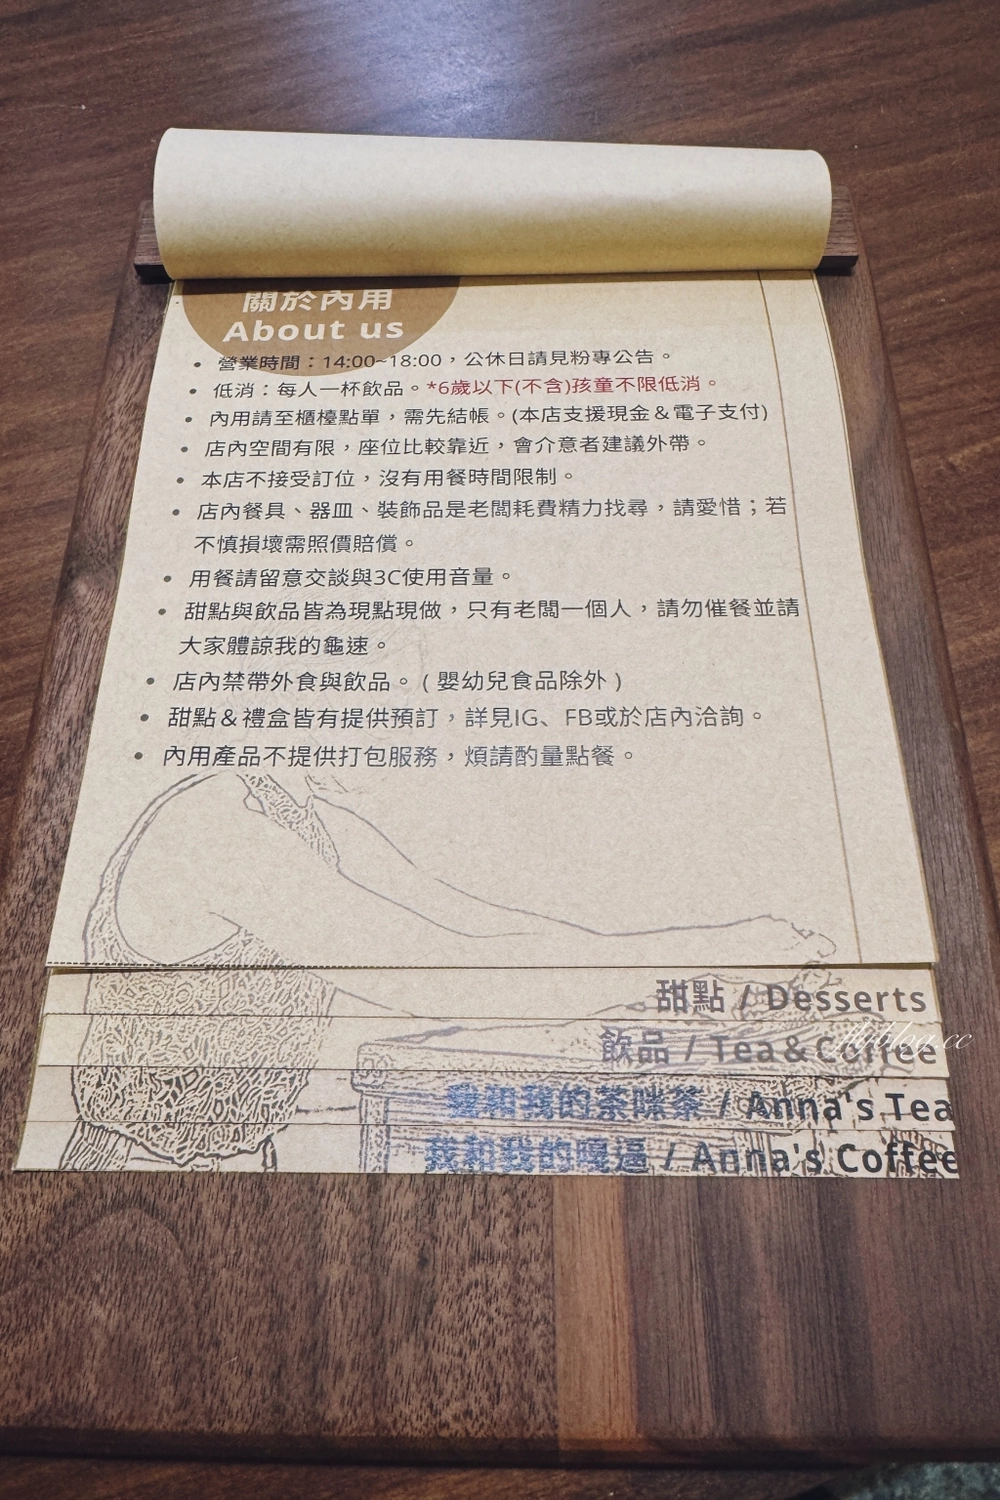 關於內用
About us
• 營業時間：14:00~18:00，公休日請見粉專公告。
• 低消：每人一杯飲品。*6歲以下(不含)孩童不限低消。
• 內用請至櫃檯點單，需先結帳。(本店支援現金＆電子支付)
• 店內空間有限，座位比較靠近，會介意者建議外帶。
• 本店不接受訂位，沒有用餐時間限制。
• 店內餐具、器皿、裝飾品是老闆耗費精力找尋，請愛惜；若
不慎損壞需照價賠償。
• 用餐請留意交談與3C使用音量。
• 甜點與飲品皆為現點現做，只有老闆一個人，請勿催餐並請
大家體諒我的龜速。
• 店內禁帶外食與飲品。（嬰幼兒食品除外）
• 甜點＆禮盒皆有提供預訂，詳見IG、FB或於店內洽詢。
• 內用產品不提供打包服務，煩請酌量點餐。
甜點 / Desserts
飲品 / Tea＆Coffee
flyblog.cc
我和我的茶咪茶 / Anna's Tea
我和我的嘎逼 / Anna's Coffee